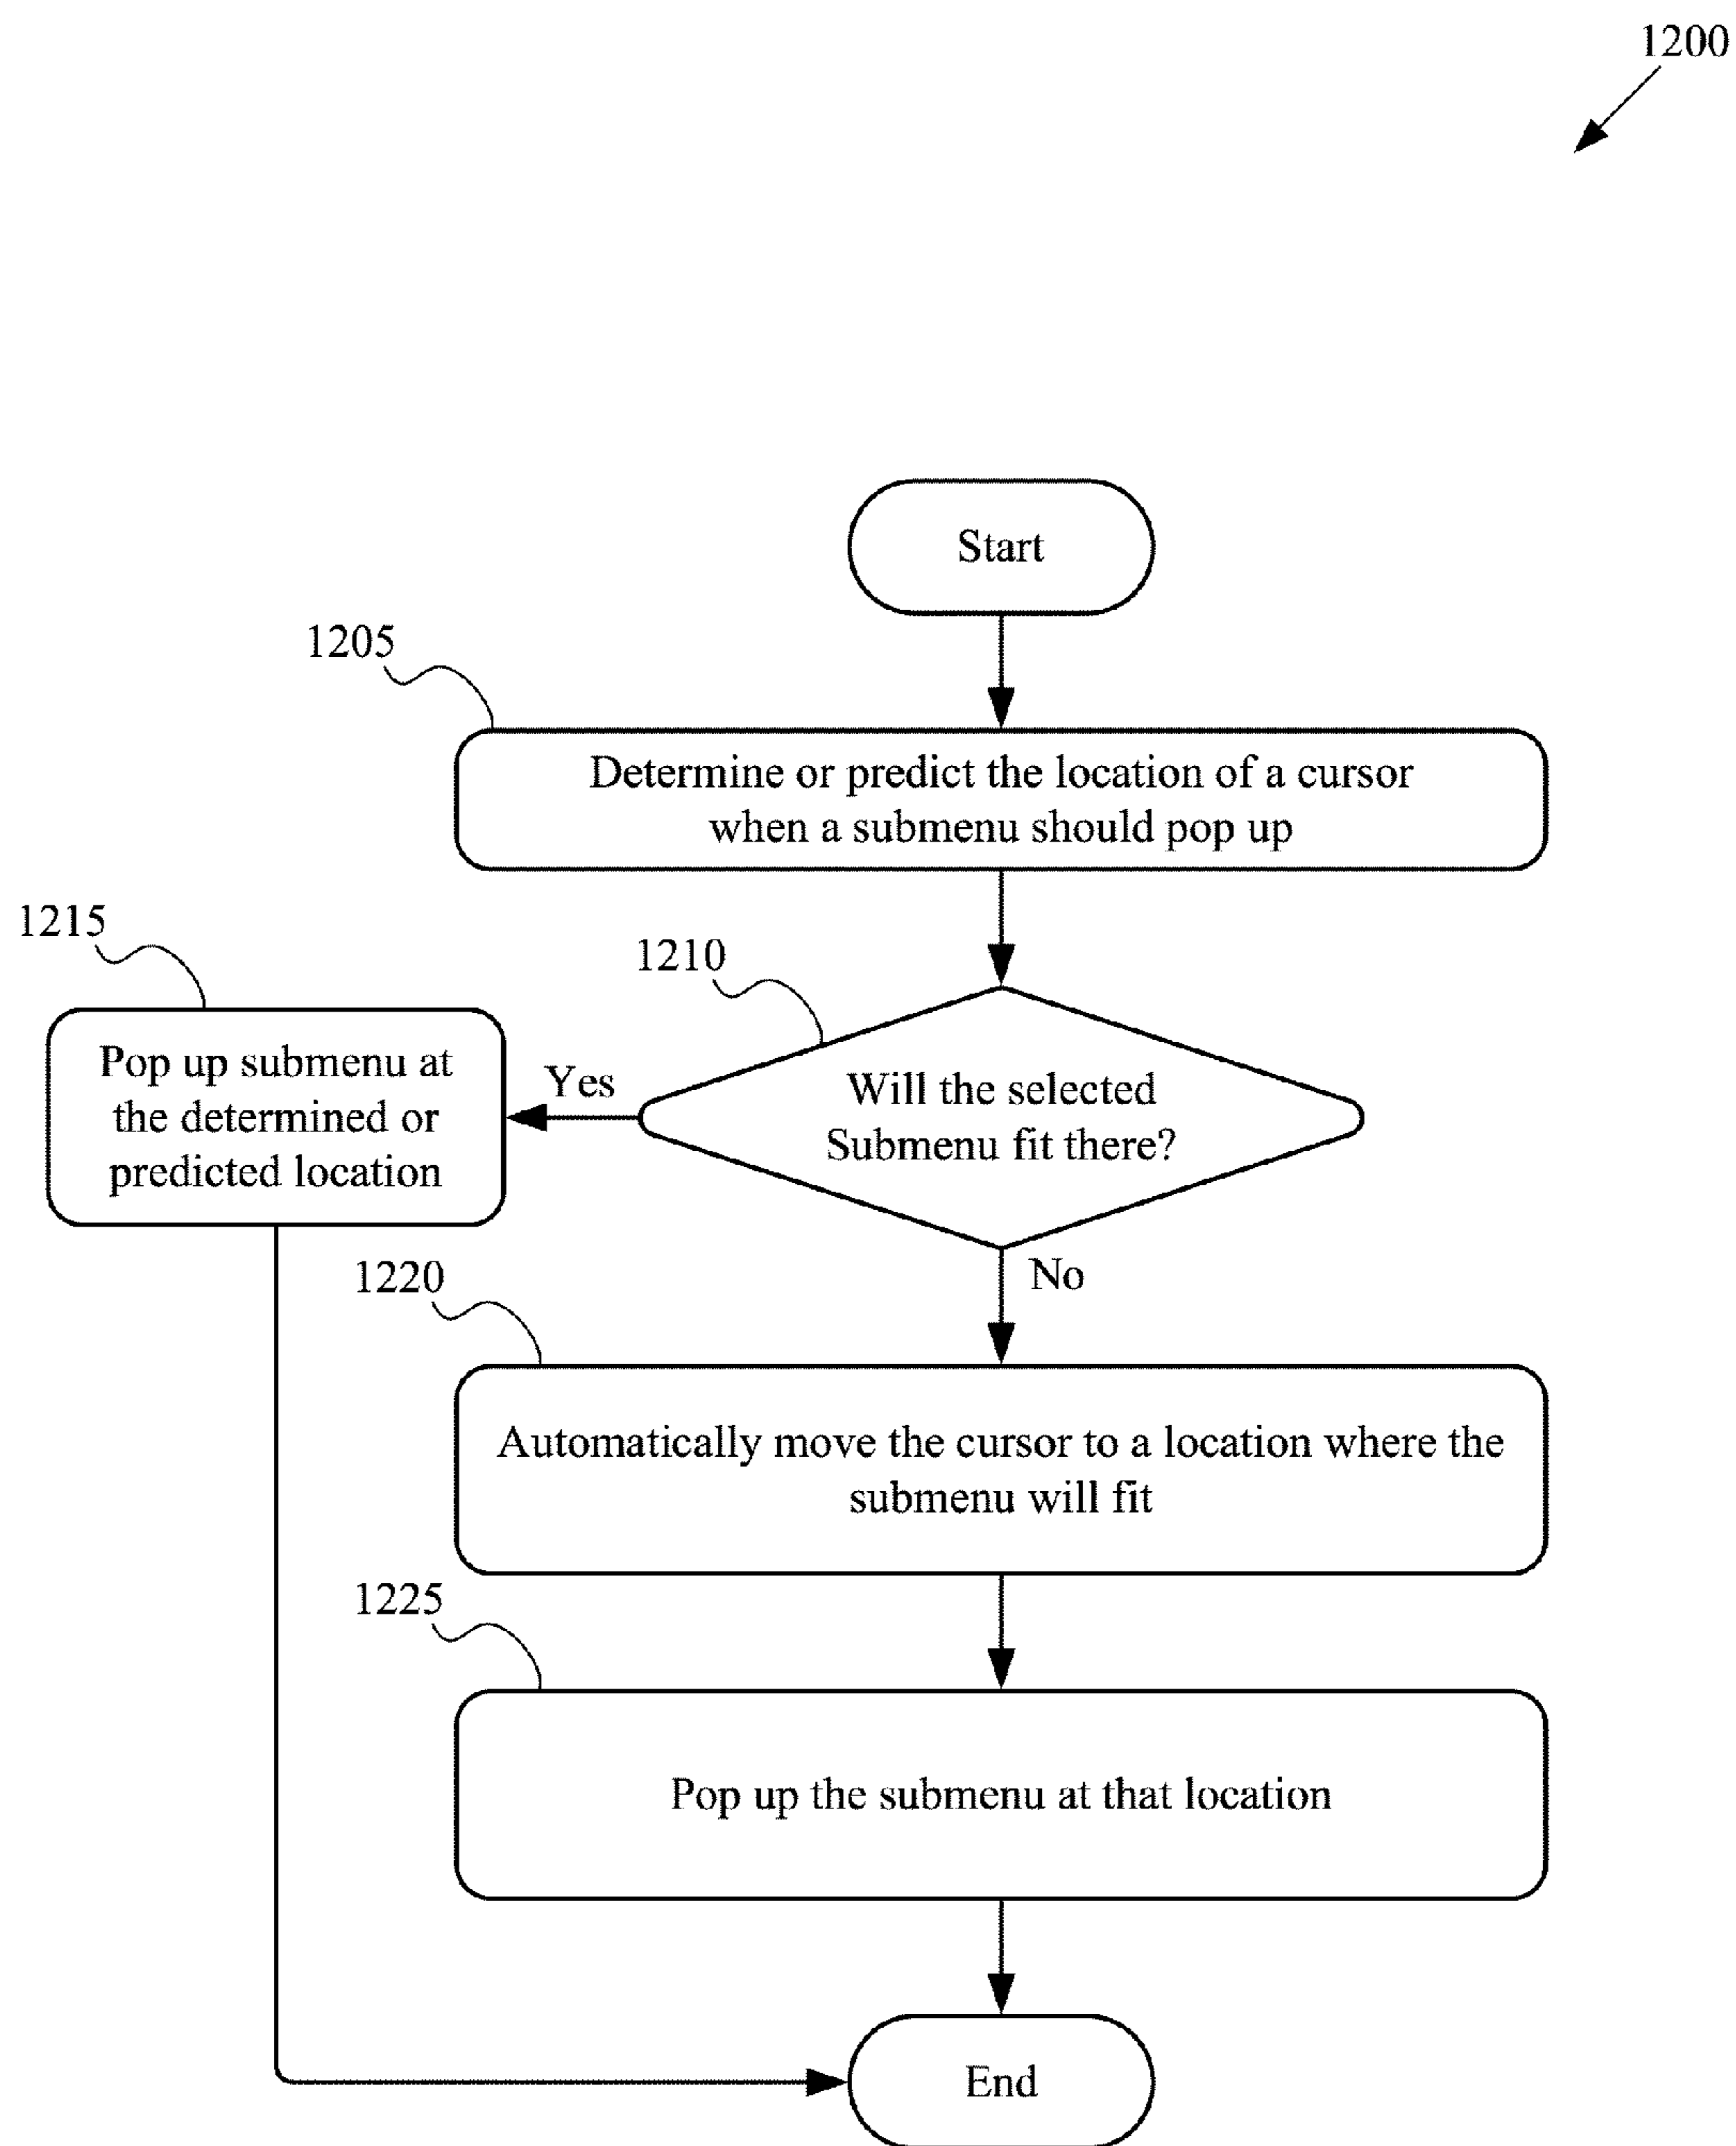 1200
Start
1205
Determine or predict the location of a cursor
when a submenu should pop up
1215
1210
Pop up submenu at
the determined or
predicted location
Yes
Will the selected
Submenu fit there?
No
1220
Automatically move the cursor to a location where the
submenu will fit
1225
Pop up the submenu at that location
End